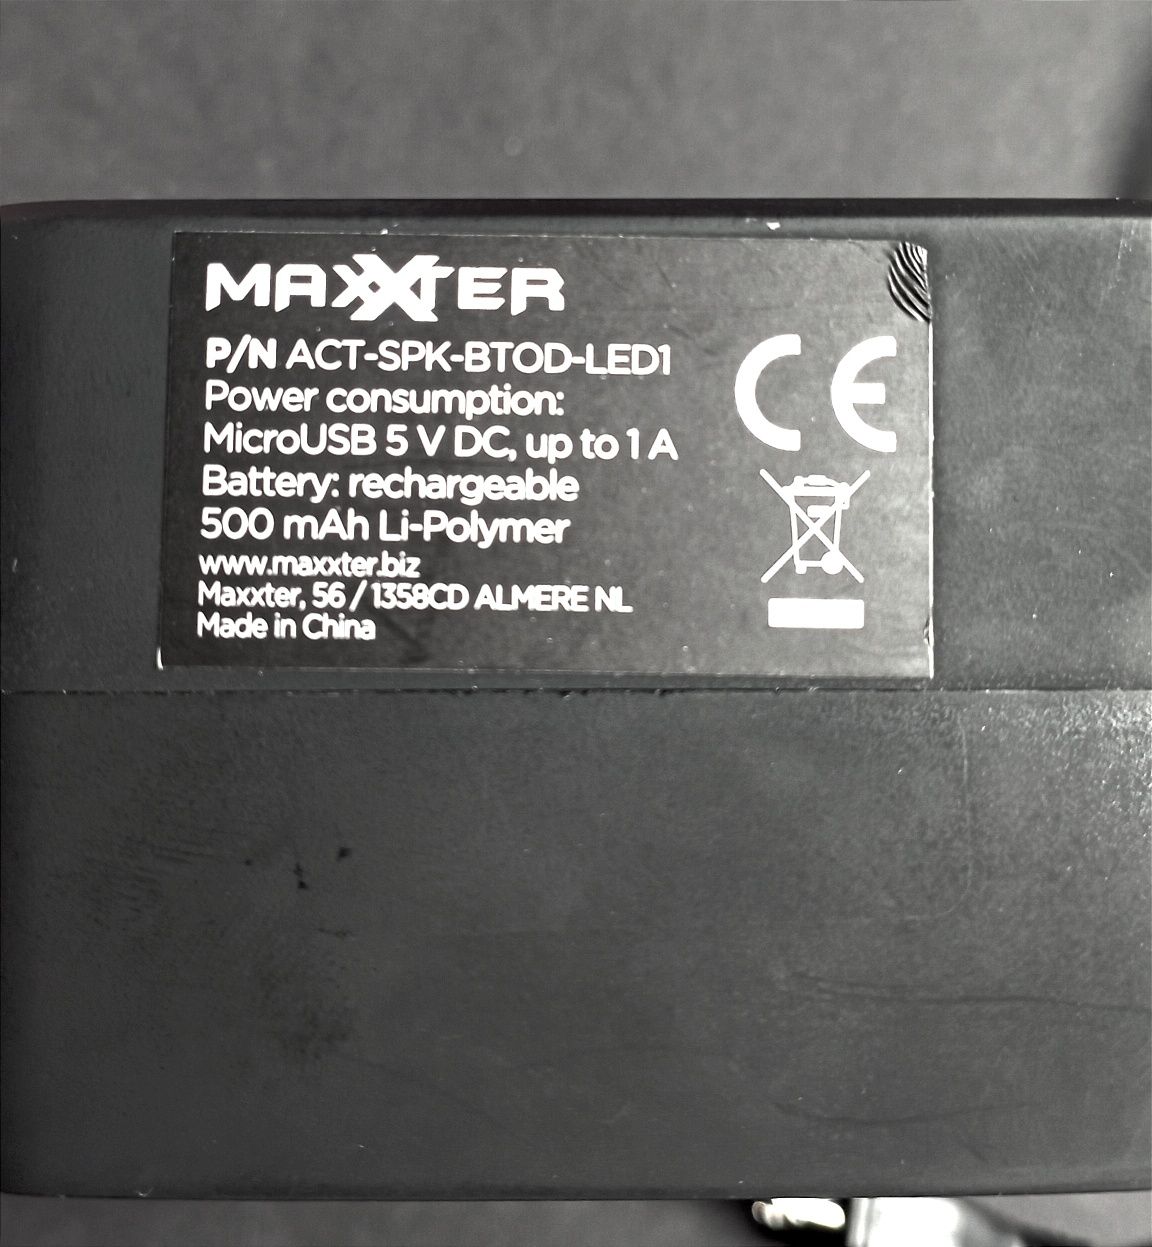 MAXXTER
P/N ACT-SPK-BTOD-LED1
Power consumption:
MicroUSB 5 V DC, up to 1 A
Battery: rechargeable
500 mAh Li-Polymer
www.maxxter.biz
Maxxter, 56 / 1358CD ALMERE NL
Made in China
CE